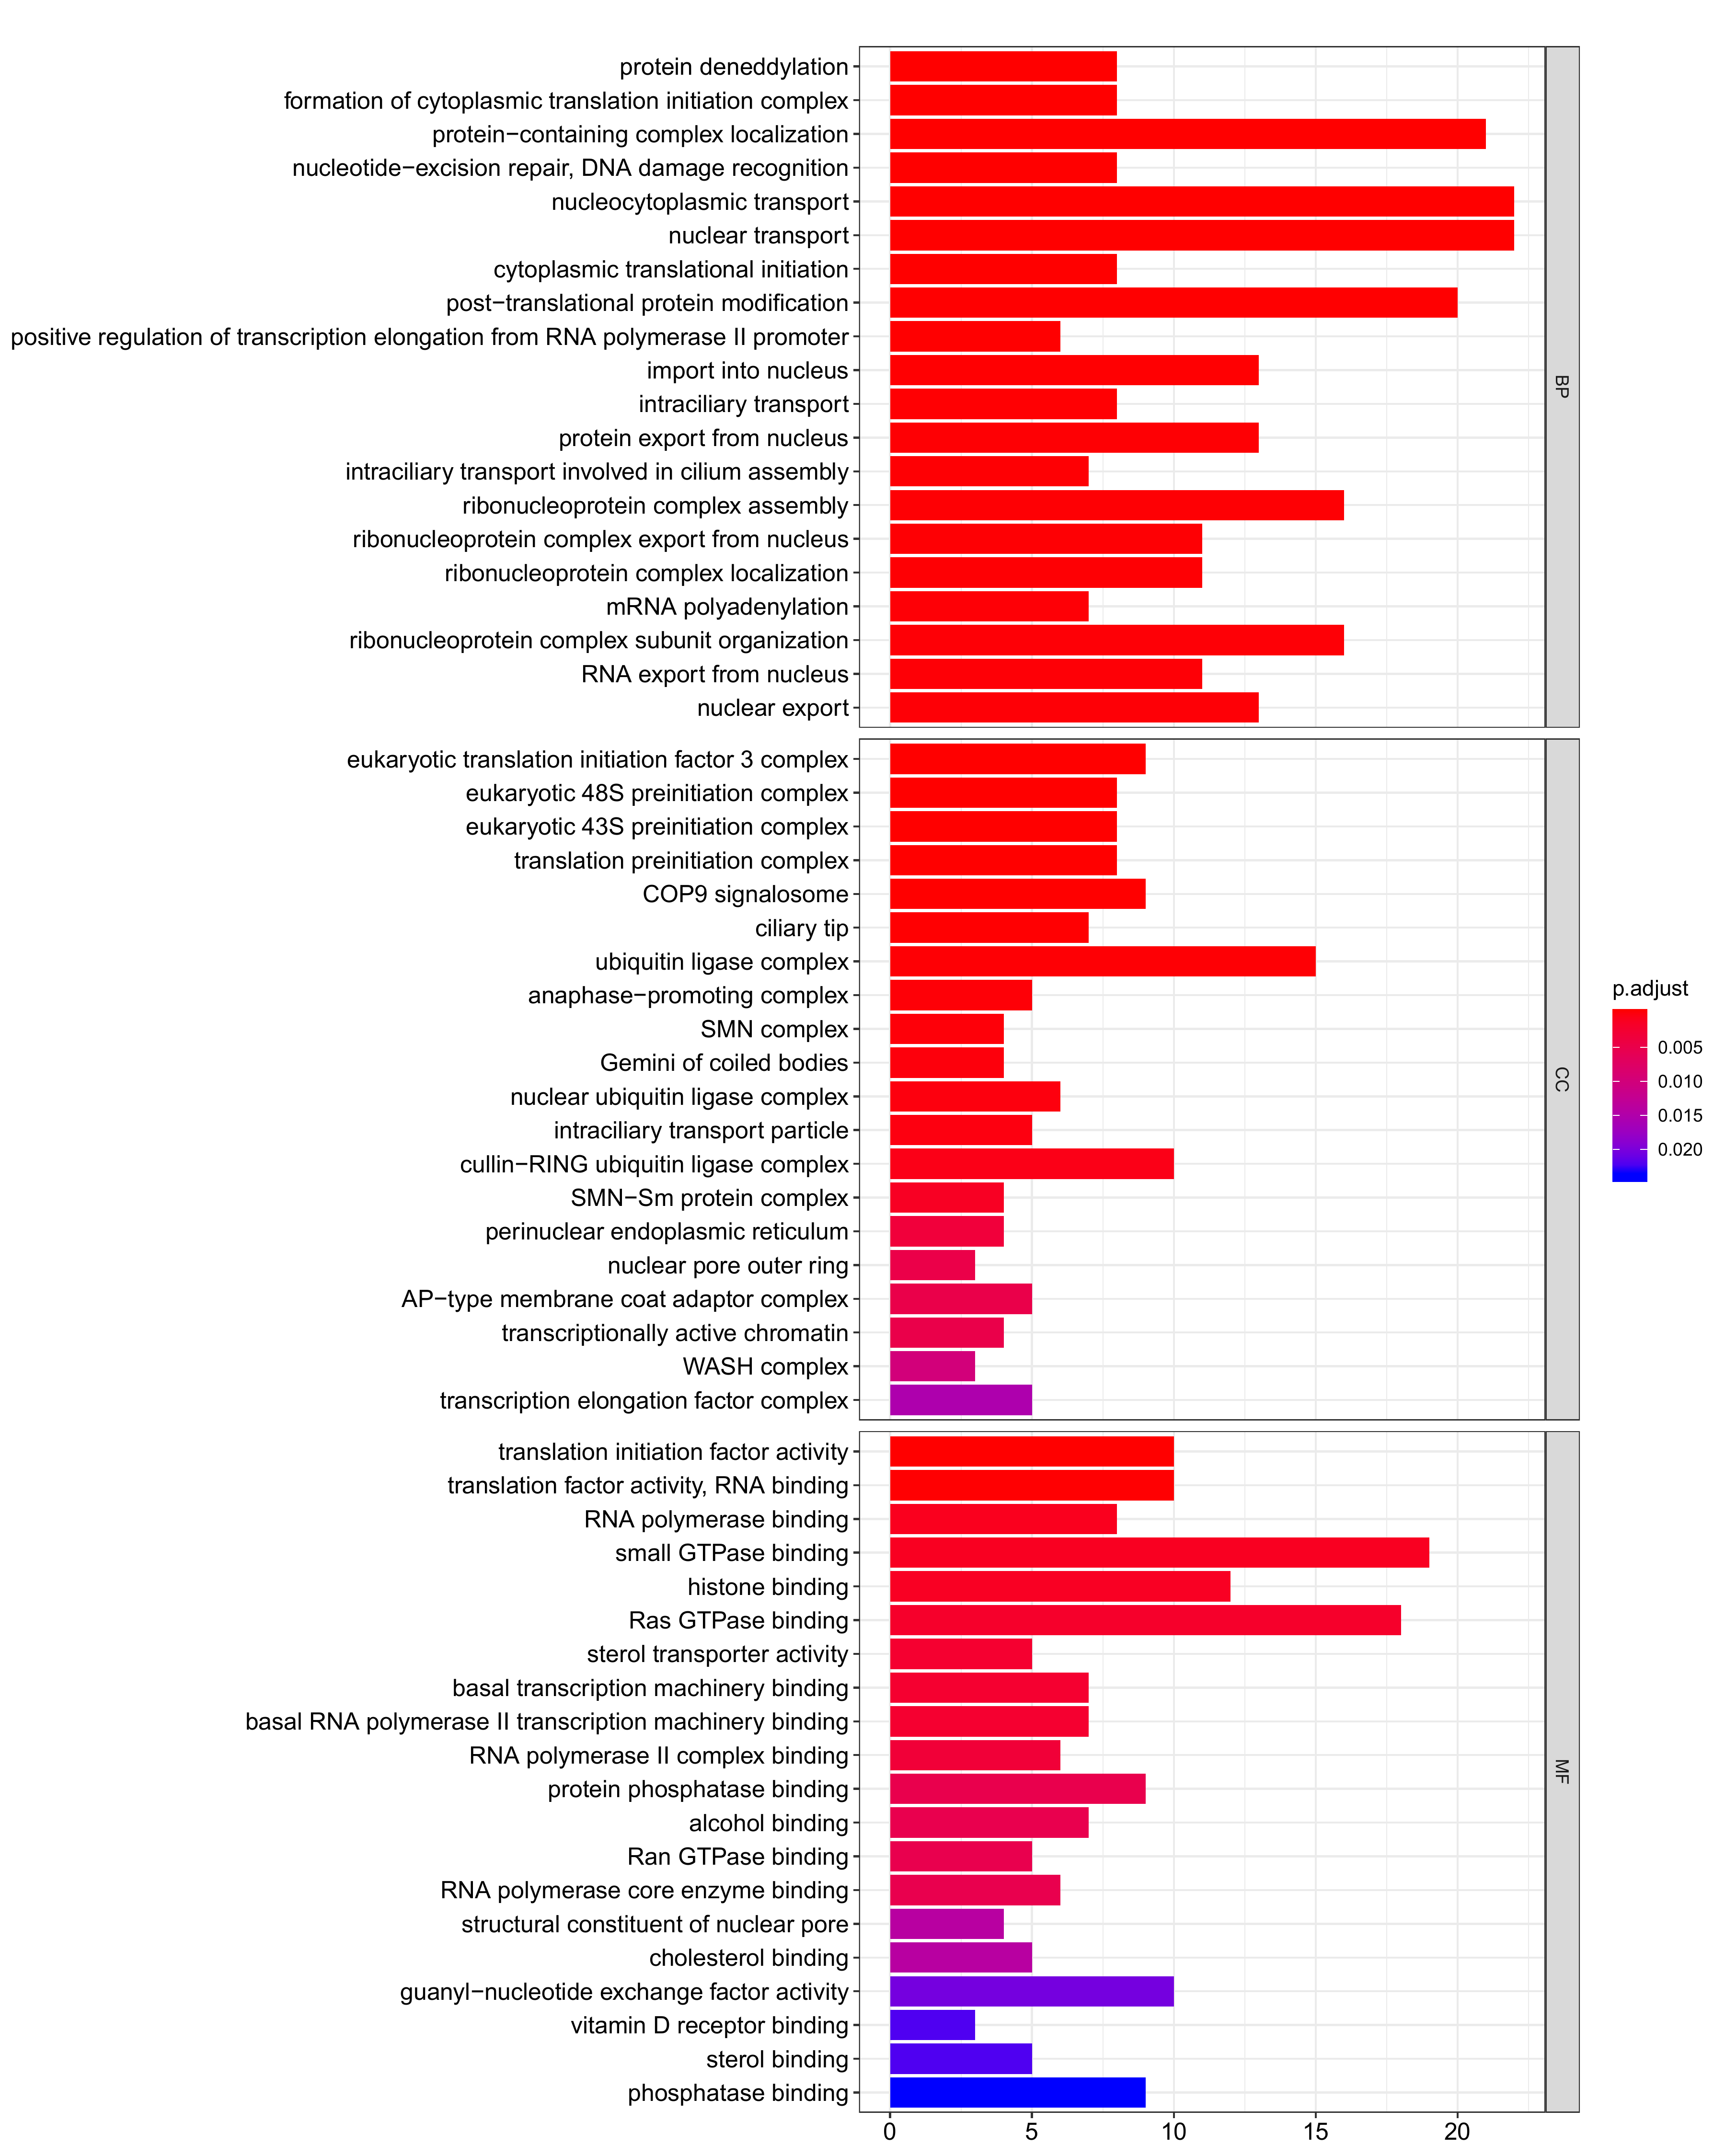 protein deneddylation
formation of cytoplasmic translation initiation complex
protein−containing complex localization
nucleotide−excision repair, DNA damage recognition
nucleocytoplasmic transport
nuclear transport
cytoplasmic translational initiation
post−translational protein modification
positive regulation of transcription elongation from RNA polymerase II promoter
import into nucleus
intraciliary transport
protein export from nucleus
intraciliary transport involved in cilium assembly
ribonucleoprotein complex assembly
ribonucleoprotein complex export from nucleus
ribonucleoprotein complex localization
mRNA polyadenylation
ribonucleoprotein complex subunit organization
RNA export from nucleus
nuclear export
BP
eukaryotic translation initiation factor 3 complex
eukaryotic 48S preinitiation complex
eukaryotic 43S preinitiation complex
translation preinitiation complex
COP9 signalosome
ciliary tip
ubiquitin ligase complex
anaphase−promoting complex
SMN complex
Gemini of coiled bodies
nuclear ubiquitin ligase complex
intraciliary transport particle
cullin−RING ubiquitin ligase complex
SMN−Sm protein complex
perinuclear endoplasmic reticulum
nuclear pore outer ring
AP−type membrane coat adaptor complex
transcriptionally active chromatin
WASH complex
transcription elongation factor complex
CC
translation initiation factor activity
translation factor activity, RNA binding
RNA polymerase binding
small GTPase binding
histone binding
Ras GTPase binding
sterol transporter activity
basal transcription machinery binding
basal RNA polymerase II transcription machinery binding
RNA polymerase II complex binding
protein phosphatase binding
alcohol binding
Ran GTPase binding
RNA polymerase core enzyme binding
structural constituent of nuclear pore
cholesterol binding
guanyl−nucleotide exchange factor activity
vitamin D receptor binding
sterol binding
phosphatase binding
MF
0 5 10 15 20
p.adjust
0.005
0.010
0.015
0.020